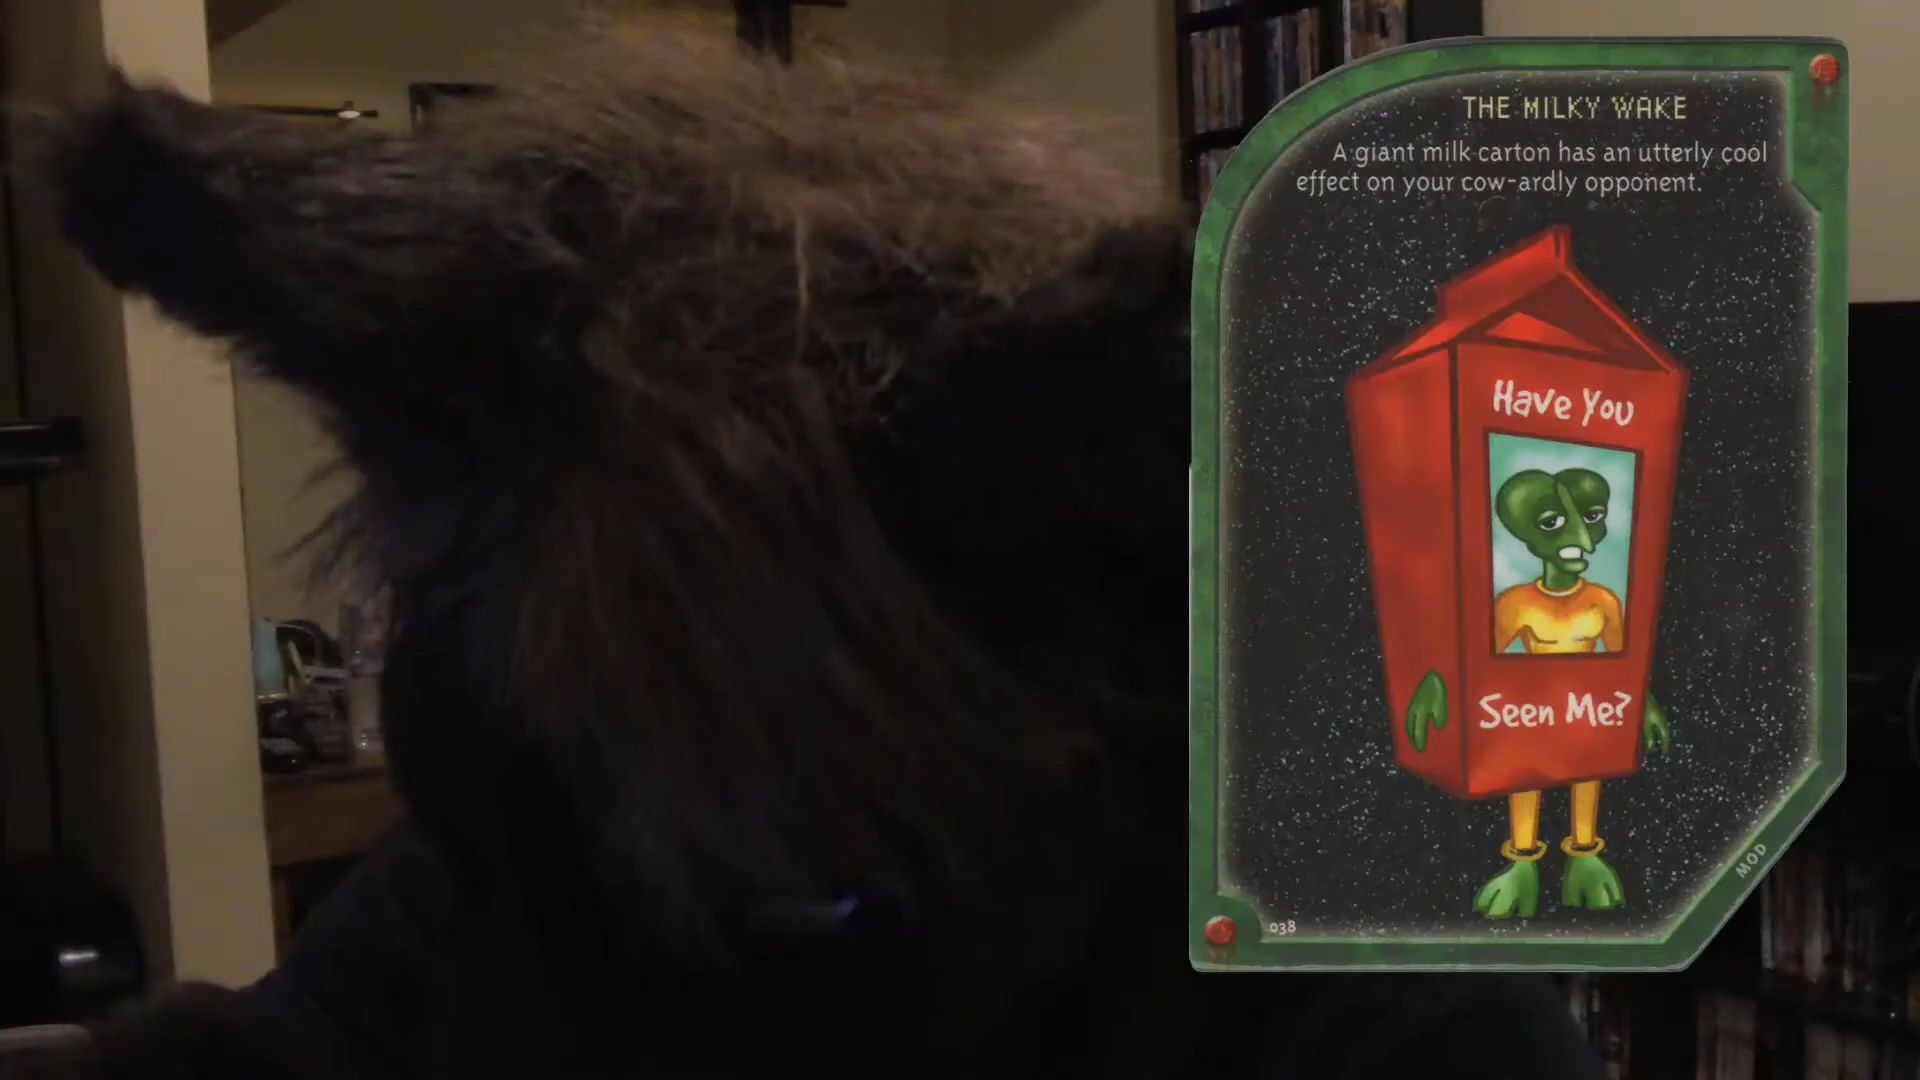 THE MILKY WAKE
A giant milk carton has an utterly cool
effect on your cow-ardly opponent.
Have You
Seen Me?
MOD
038